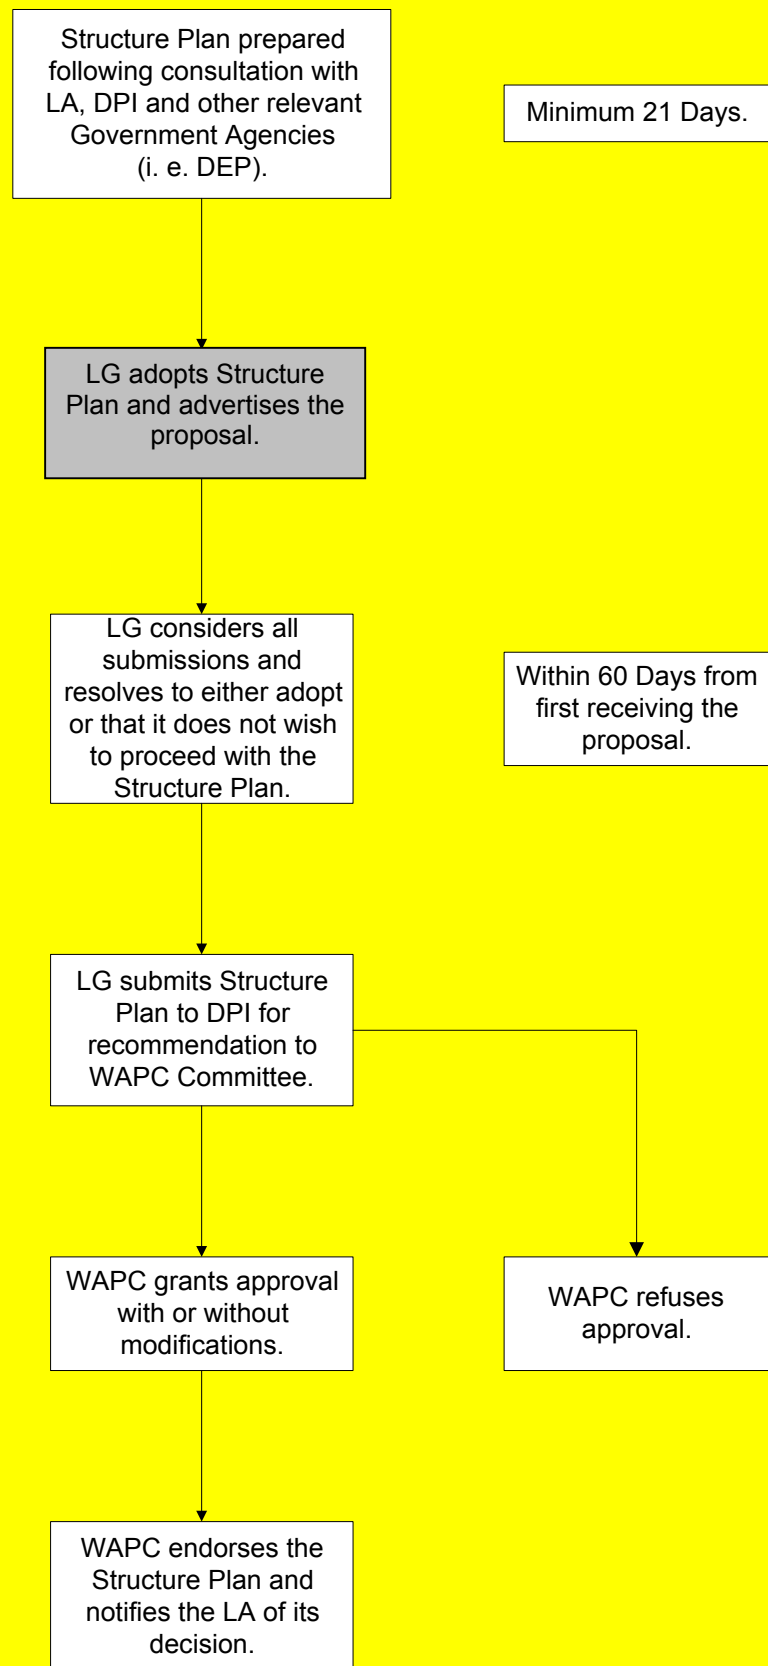 Structure Plan prepared
following consultation with
LA, DPI and other relevant
Government Agencies
(i. e. DEP).
Minimum 21 Days.
LG adopts Structure
Plan and advertises the
proposal.
LG considers all
submissions and
resolves to either adopt
or that it does not wish
to proceed with the
Structure Plan.
Within 60 Days from
first receiving the
proposal.
LG submits Structure
Plan to DPI for
recommendation to
WAPC Committee.
WAPC grants approval
with or without
modifications.
WAPC refuses
approval.
WAPC endorses the
Structure Plan and
notifies the LA of its
decision.